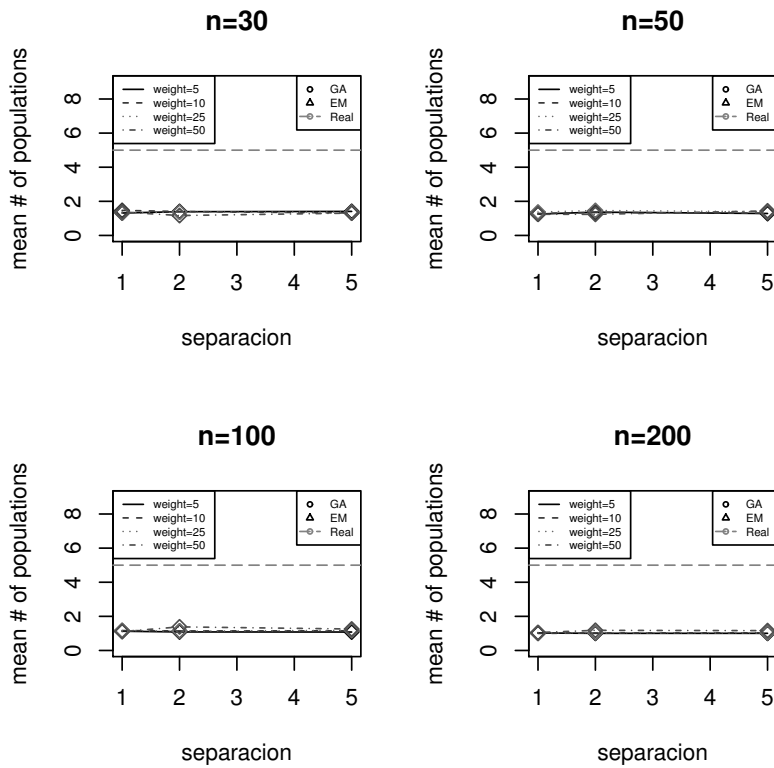 n=30
mean # of populations
8
6
4
2
0
weight=5
weight=10
weight=25
weight=50
GA
EM
Real
1 2 3 4 5
separacion
n=50
mean # of populations
8
6
4
2
0
weight=5
weight=10
weight=25
weight=50
GA
EM
Real
1 2 3 4 5
separacion
n=100
mean # of populations
8
6
4
2
0
weight=5
weight=10
weight=25
weight=50
GA
EM
Real
1 2 3 4 5
separacion
n=200
mean # of populations
8
6
4
2
0
weight=5
weight=10
weight=25
weight=50
GA
EM
Real
1 2 3 4 5
separacion